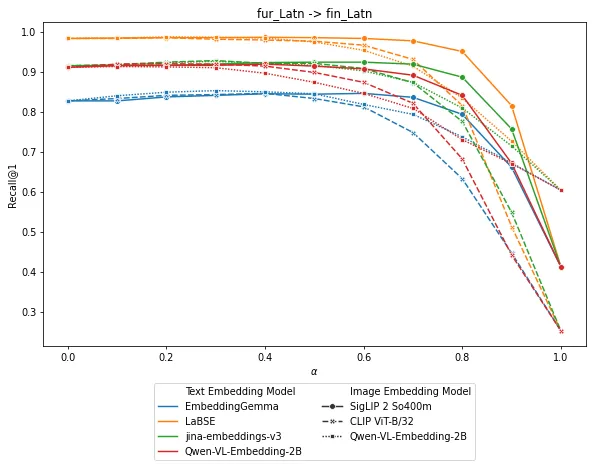 fur_Latn -> fin_Latn
Recall@1
1.0
0.9
0.8
0.7
0.6
0.5
0.4
0.3
0.0
0.2
0.4
0.6
0.8
1.0
α
Text Embedding Model
EmbeddingGemma
LaBSE
jina-embeddings-v3
Qwen-VL-Embedding-2B
Image Embedding Model
SigLIP 2 So400m
CLIP ViT-B/32
Qwen-VL-Embedding-2B